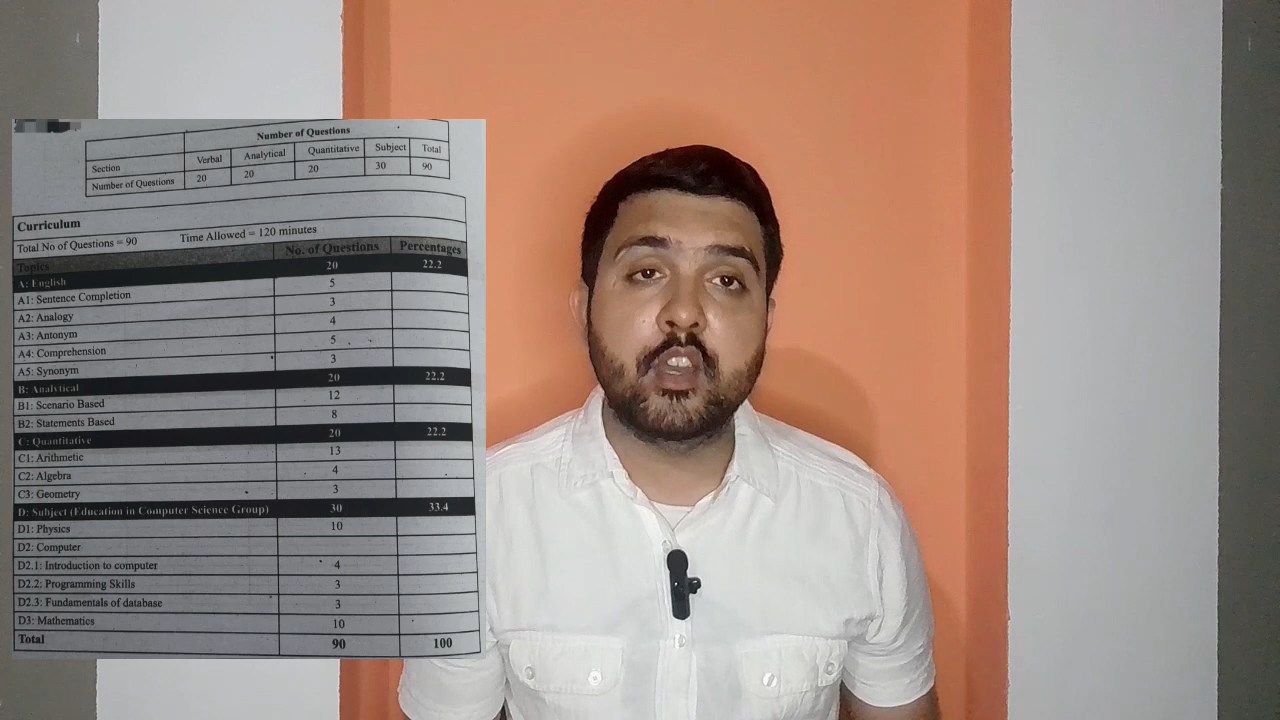 Number of Questions
Section Verbal Analytical Quantitative Subject Total
Number of Questions 20 20 20 30 90
Curriculum
Total No of Questions = 90 Time Allowed = 120 minutes
Topics No. of Questions Percentages
A: English 20 22.2
A1: Sentence Completion 5
A2: Analogy 3
A3: Antonym 4
A4: Comprehension 5
A5: Synonym 3
B: Analytical 20 22.2
B1: Scenario Based 12
B2: Statements Based 8
C: Quantitative 20 22.2
C1: Arithmetic 13
C2: Algebra 4
C3: Geometry 3
D: Subject (Education in Computer Science Group) 30 33.4
D1: Physics 10
D2: Computer
D2.1: Introduction to computer 4
D2.2: Programming Skills 3
D2.3: Fundamentals of database 3
D3: Mathematics 10
Total 90 100